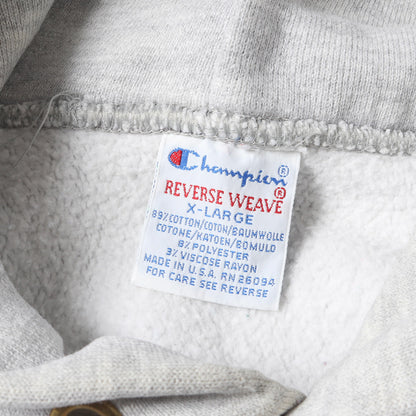 Champion®
REVERSE WEAVE®
X-LARGE
89% COTTON/COTON/BAUMWOLLE
COTONE/KATOEN/BOMULD
8% POLYESTER
3% VISCOSE RAYON
MADE IN U.S.A. RN 26094
FOR CARE SEE REVERSE